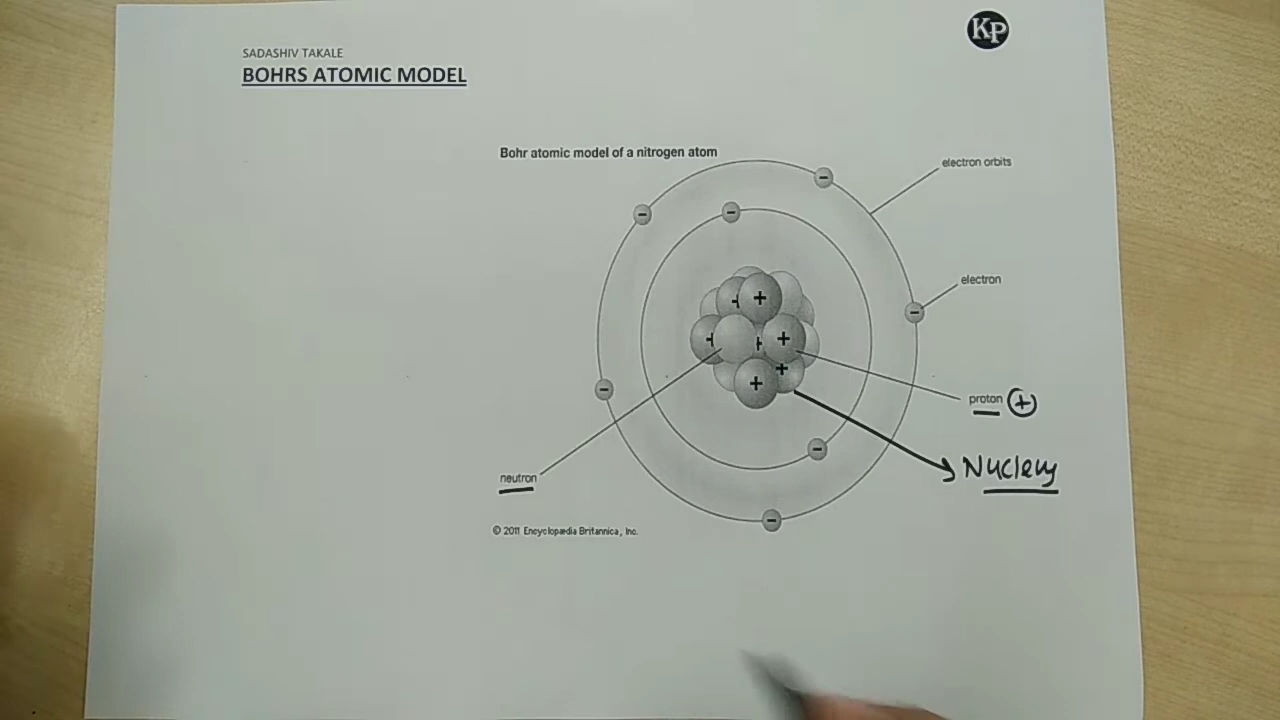 KP
SADASHIV TAKALE
BOHRS ATOMIC MODEL
Bohr atomic model of a nitrogen atom
electron orbits
electron
proton +
Nucleus
neutron
© 2011 Encyclopædia Britannica, Inc.